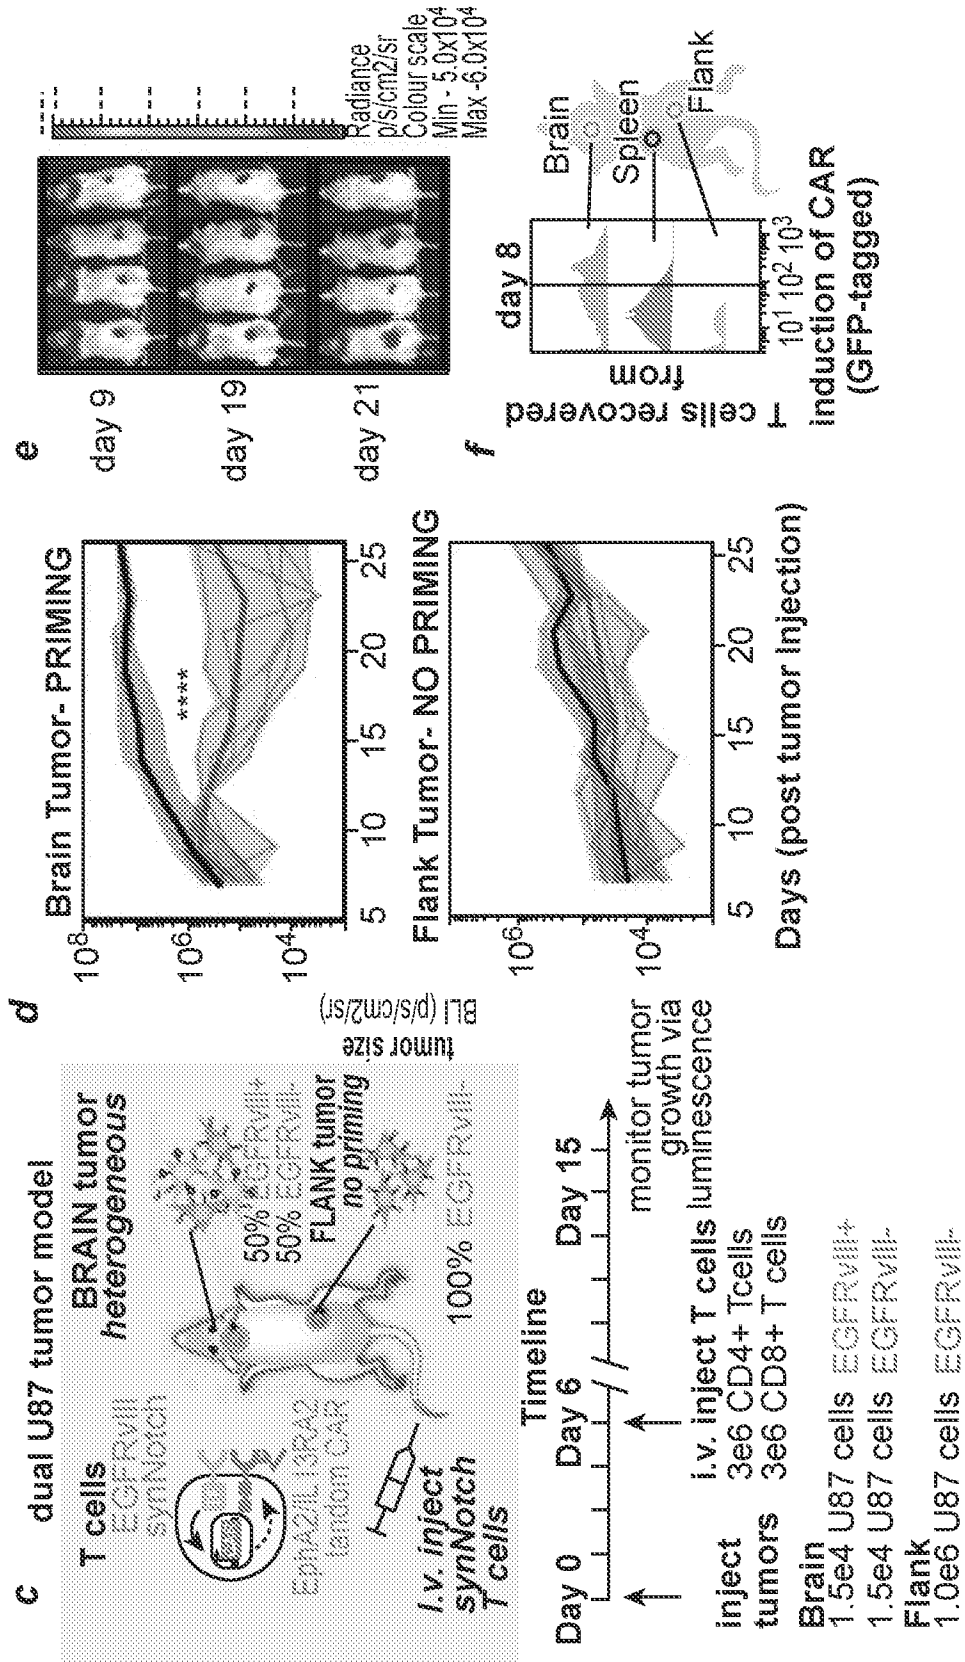 c
dual U87 tumor model
T cells
EGFRvIII
synNotch
BRAIN tumor
heterogeneous
EphA2/IL13RA2
tandom CAR
50% EGFRvIII+
50% EGFRvIII-
FLANK tumor
no priming
100% EGFRvIII-
I.v. inject
synNotch
T cells
Timeline
Day 0
Day 6
Day 15
inject
tumors
i.v. inject T cells
3e6 CD4+ Tcells
3e6 CD8+ T cells
monitor tumor
growth via
luminescence
Brain
1.5e4 U87 cells EGFRvIII+
1.5e4 U87 cells EGFRvIII-
Flank
1.0e6 U87 cells EGFRvIII-
d
tumor size
BLI (p/s/cm2/sr)
Brain Tumor- PRIMING
10⁸
10⁶
10⁴
****
5 10 15 20 25
Flank Tumor- NO PRIMING
10⁶
10⁴
5 10 15 20 25
Days (post tumor Injection)
e
day 9
day 19
day 21
Radiance
p/s/cm2/sr
Colour scale
Min - 5.0x10⁴
Max -6.0x10⁴
f
day 8
T cells recovered
from
Brain
Spleen
Flank
10¹ 10² 10³
induction of CAR
(GFP-tagged)